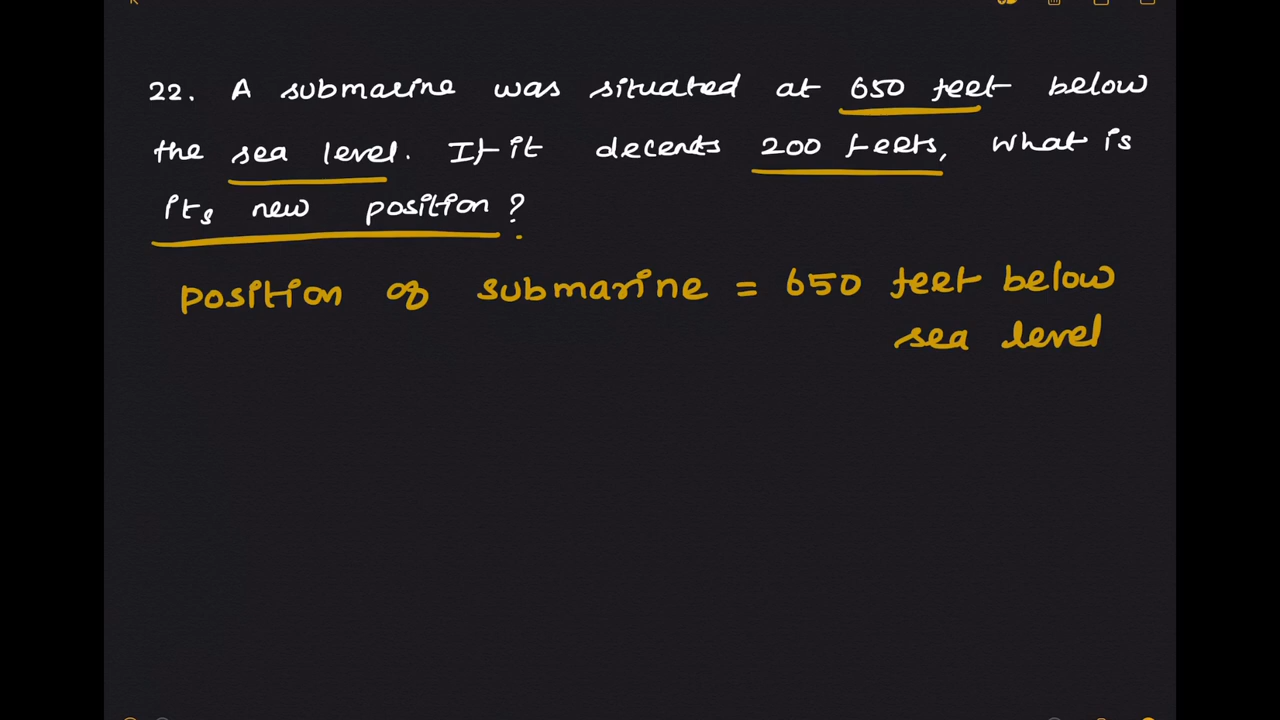 22. A submarine was situated at 650 feet below
the sea level. If it decents 200 feets, what is
its new position?
position of submarine = 650 feet below
sea level